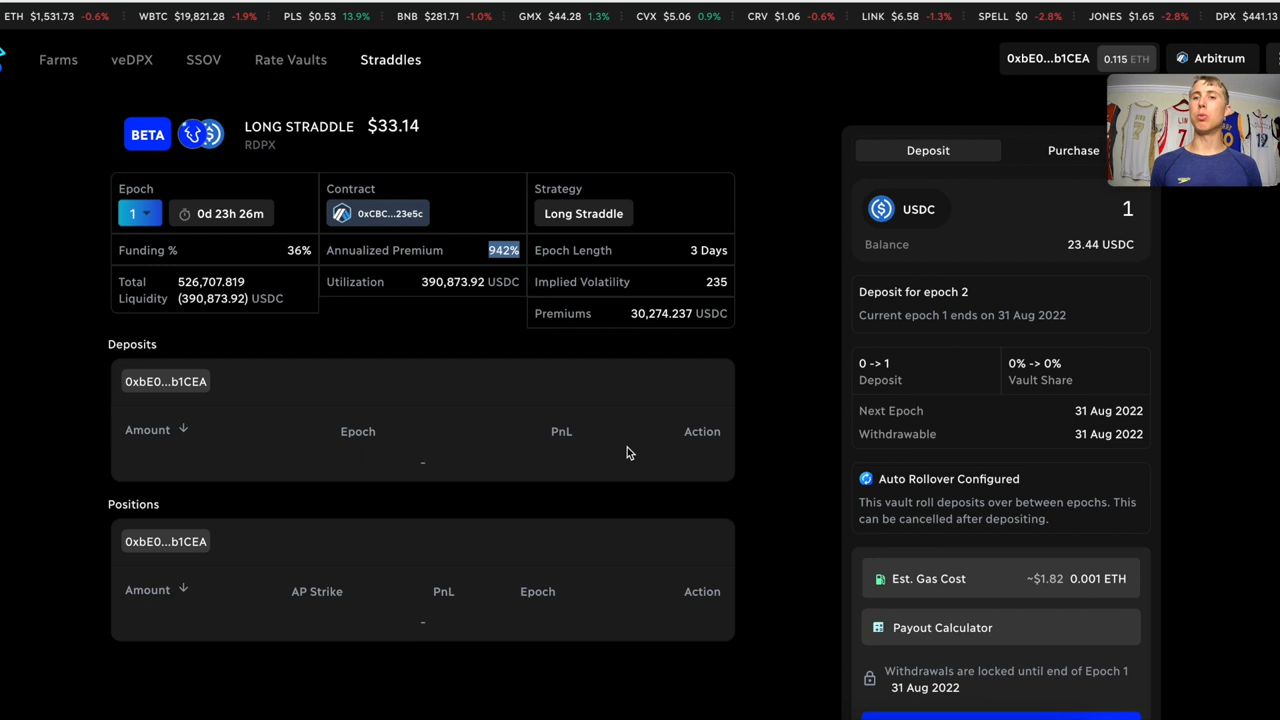 ETH $1,531.73 -0.6% WBTC $19,821.28 -1.9% PLS $0.53 13.9% BNB $281.71 -1.0% GMX $44.28 1.3% CVX $5.06 0.9% CRV $1.06 -0.6% LINK $6.58 -1.3% SPELL $0 -2.8% JONES $1.65 -2.8% DPX $441.13
Farms veDPX SSOV Rate Vaults Straddles 0xbE0...b1CEA 0.115 ETH Arbitrum
BETA LONG STRADDLE $33.14
RDPX
Epoch Contract Strategy
1 0d 23h 26m 0xCBC...23e5c Long Straddle
Funding % 36% Annualized Premium 942% Epoch Length 3 Days
Total Liquidity 526,707.819 (390,873.92) USDC Utilization 390,873.92 USDC Implied Volatility 235
Premiums 30,274.237 USDC
Deposits
0xbE0...b1CEA
Amount Epoch PnL Action
-
Positions
0xbE0...b1CEA
Amount AP Strike PnL Epoch Action
-
Deposit Purchase
USDC 1
Balance 23.44 USDC
Deposit for epoch 2
Current epoch 1 ends on 31 Aug 2022
0 -> 1 0% -> 0%
Deposit Vault Share
Next Epoch 31 Aug 2022
Withdrawable 31 Aug 2022
Auto Rollover Configured
This vault roll deposits over between epochs. This
can be cancelled after depositing.
Est. Gas Cost ~$1.82 0.001 ETH
Payout Calculator
Withdrawals are locked until end of Epoch 1
31 Aug 2022
BIRD
7
LIN
7
12